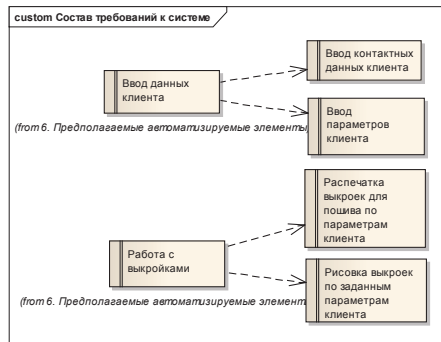 custom Состав требований к системе
Ввод контактных
данных клиента
Ввод данных
клиента
(from 6. Предполагаемые автоматизируемые элементы)
Ввод
параметров
клиента
Распечатка
выкроек для
пошива по
параметрам
клиента
Работа с
выкройками
(from 6. Предполагаемые автоматизируемые элемент
Рисовка выкроек
по заданным
параметрам
клиента